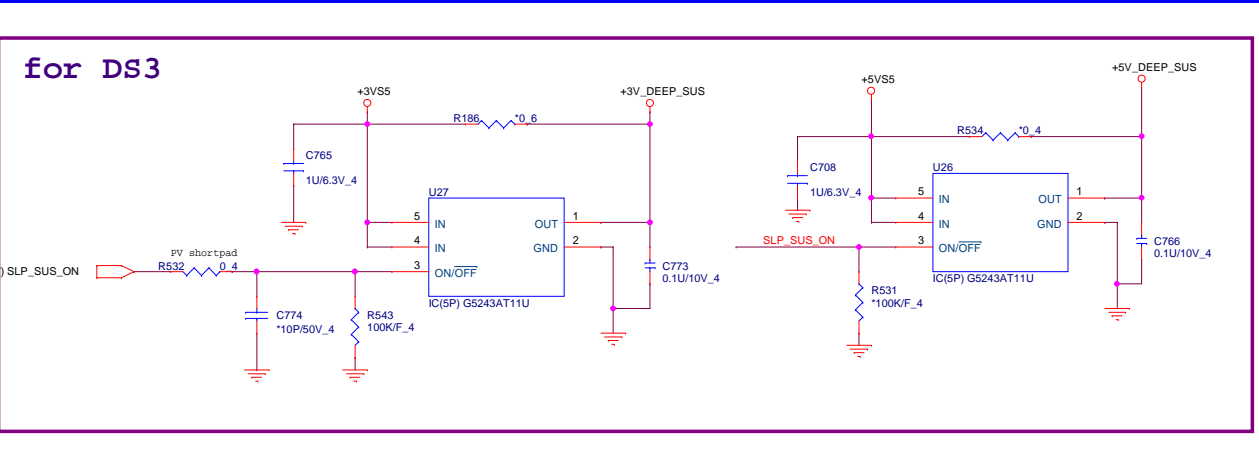 for DS3
+3VS5
+3V_DEEP_SUS
R186
*0_6
C765
1U/6.3V_4
U27
5
IN
4
IN
3
ON/OFF
OUT
1
GND
2
IC(5P) G5243AT11U
C773
0.1U/10V_4
PV shortpad
) SLP_SUS_ON
R532
0_4
C774
*10P/50V_4
R543
100K/F_4
+5VS5
+5V_DEEP_SUS
R534
*0_4
C708
1U/6.3V_4
U26
5
IN
4
IN
3
ON/OFF
OUT
1
GND
2
IC(5P) G5243AT11U
C766
0.1U/10V_4
SLP_SUS_ON
R531
*100K/F_4